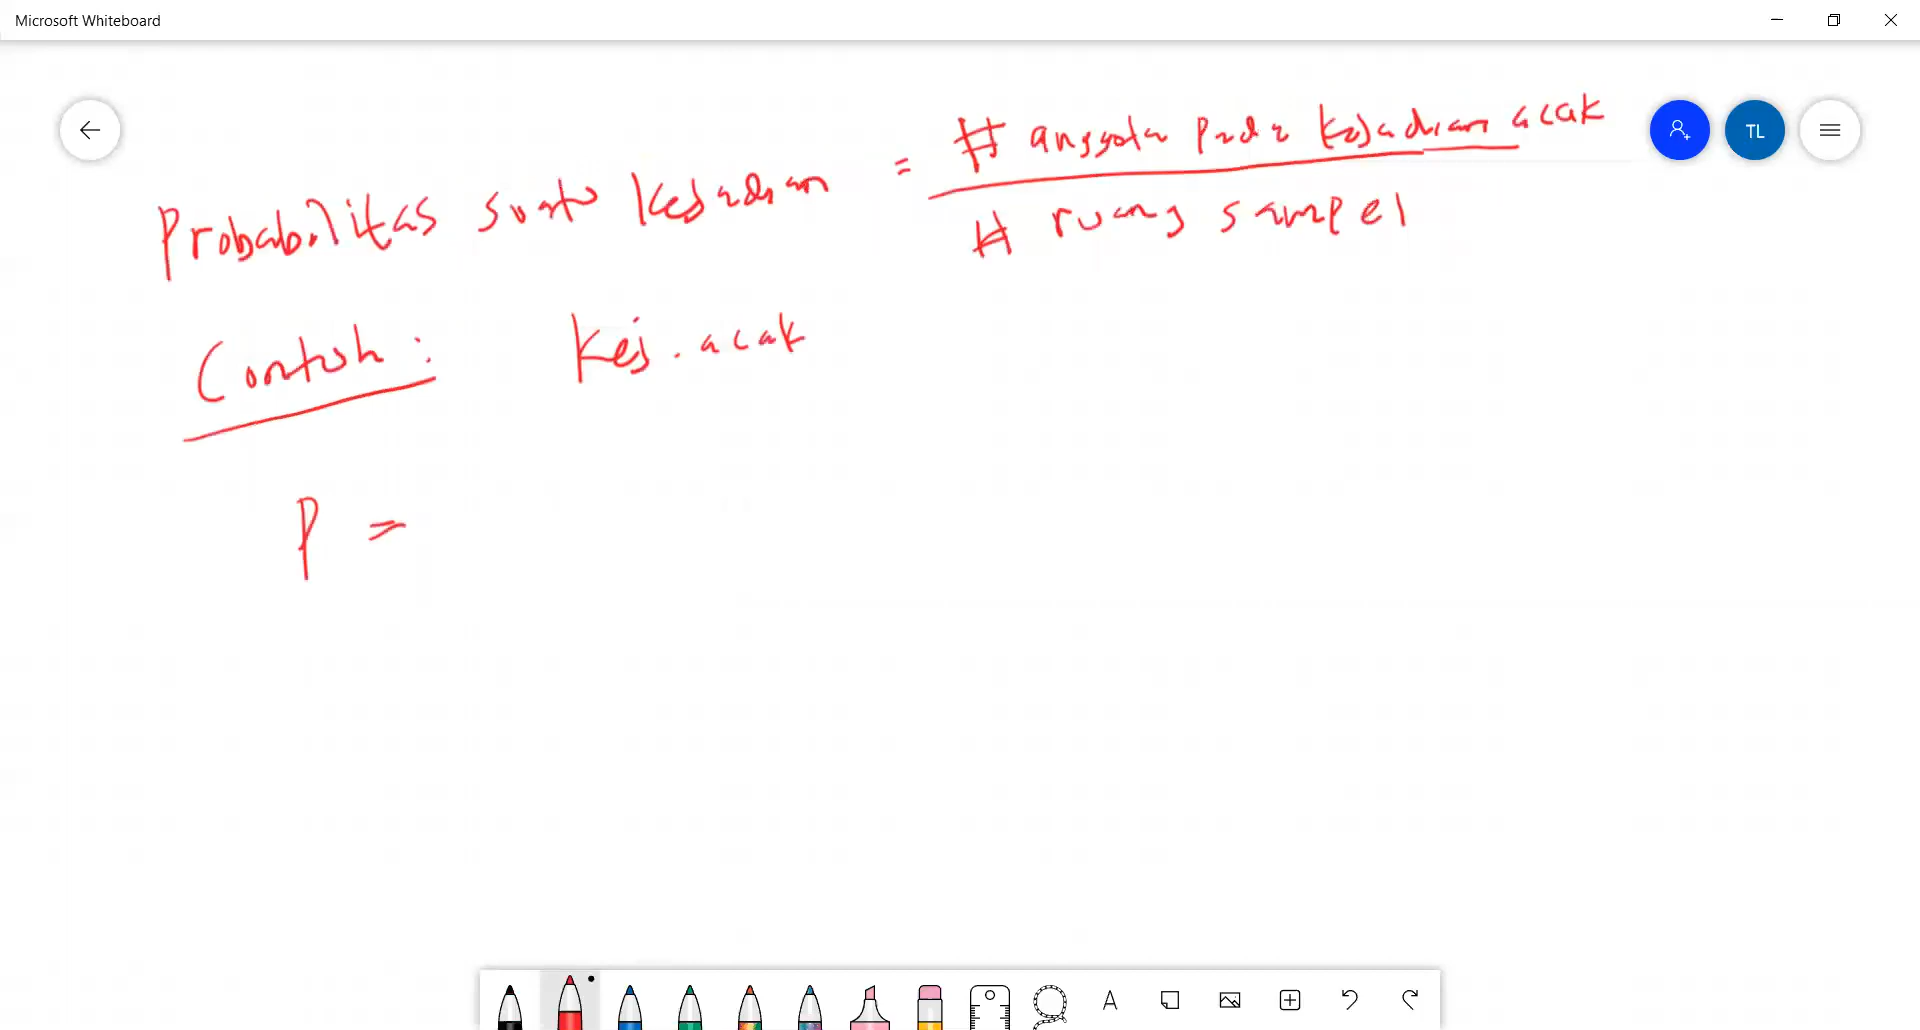 Microsoft Whiteboard
TL
Probabilitas suatu kejadian = # anggota pada kejadian acak
# ruang sampel
Contoh : Kej. acak
P =
A